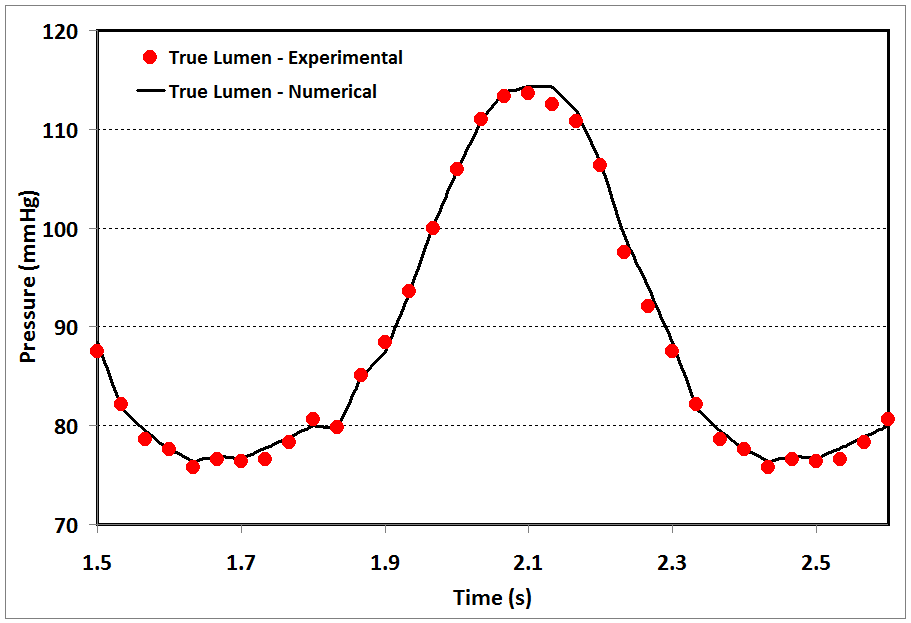 120
110
100
90
80
70
Pressure (mmHg)
True Lumen - Experimental
True Lumen - Numerical
1.5 1.7 1.9 2.1 2.3 2.5
Time (s)